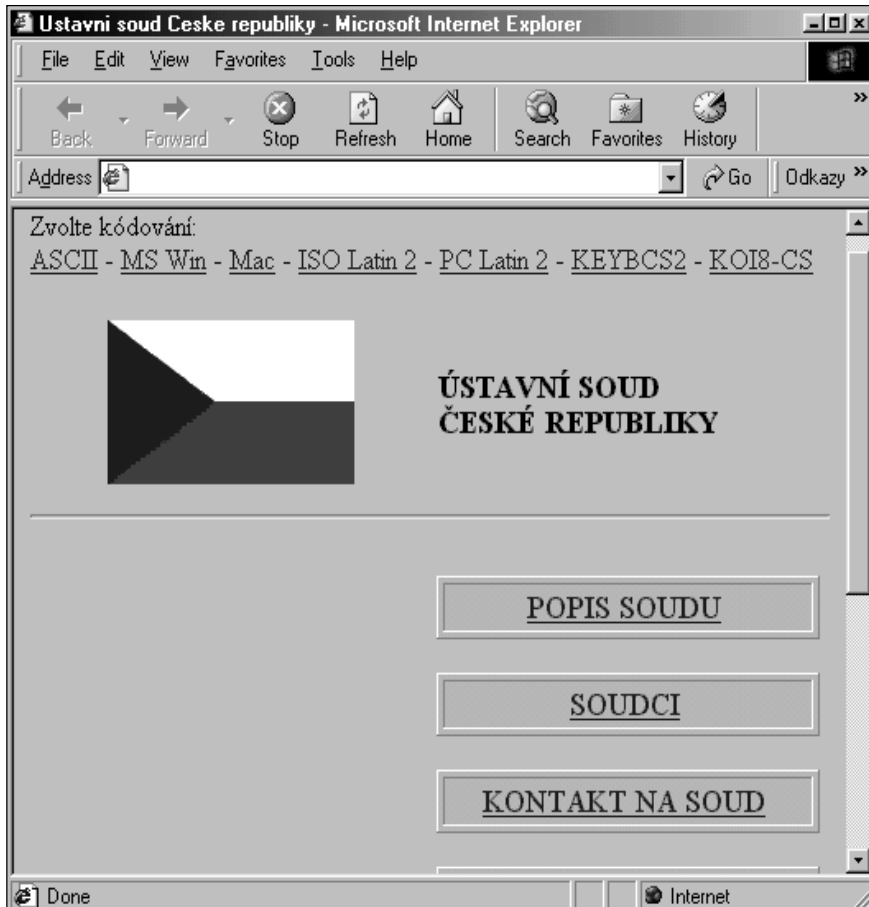 Ustavni soud Ceske republiky - Microsoft Internet Explorer
File Edit View Favorites Tools Help
Back Forward Stop Refresh Home Search Favorites History »
Address Go Odkazy »
Zvolte kódování:
ASCII - MS Win - Mac - ISO Latin 2 - PC Latin 2 - KEYBCS2 - KOI8-CS
ÚSTAVNÍ SOUD
ČESKÉ REPUBLIKY
POPIS SOUDU
SOUDCI
KONTAKT NA SOUD
Done Internet